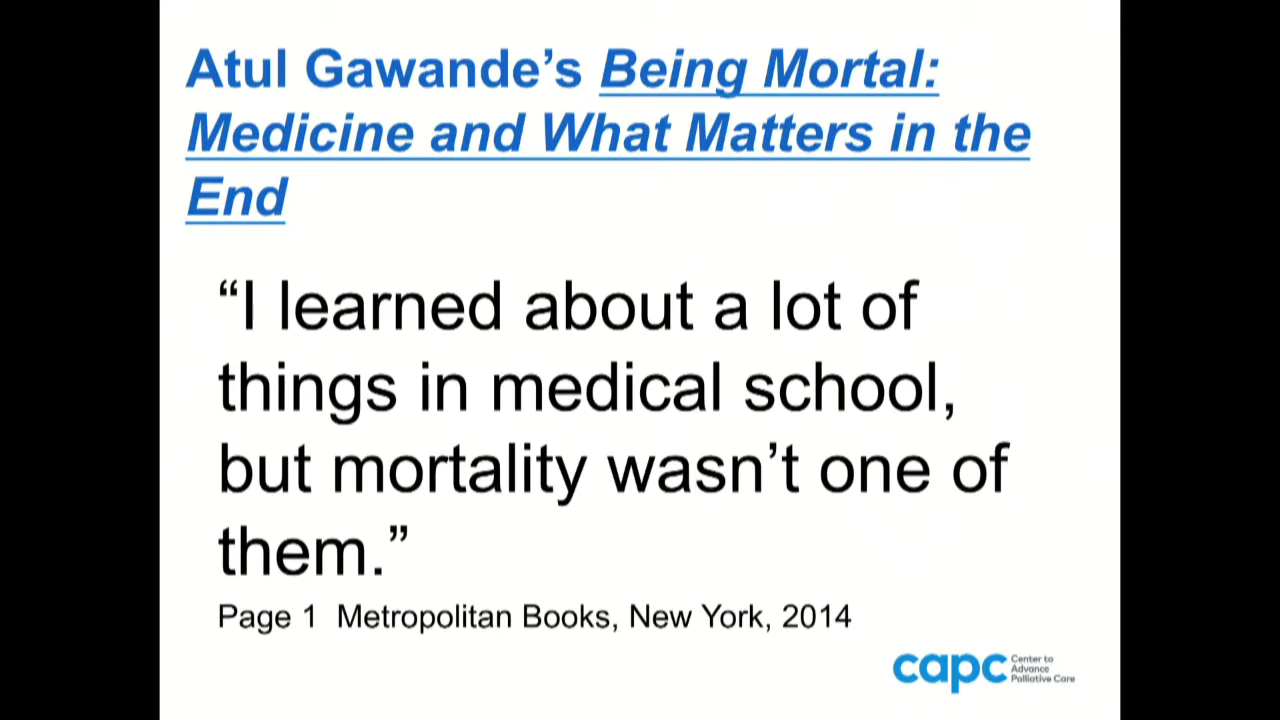 Atul Gawande’s Being Mortal:
Medicine and What Matters in the
End
“I learned about a lot of
things in medical school,
but mortality wasn’t one of
them.”
Page 1 Metropolitan Books, New York, 2014
capc
Center to
Advance
Palliative Care